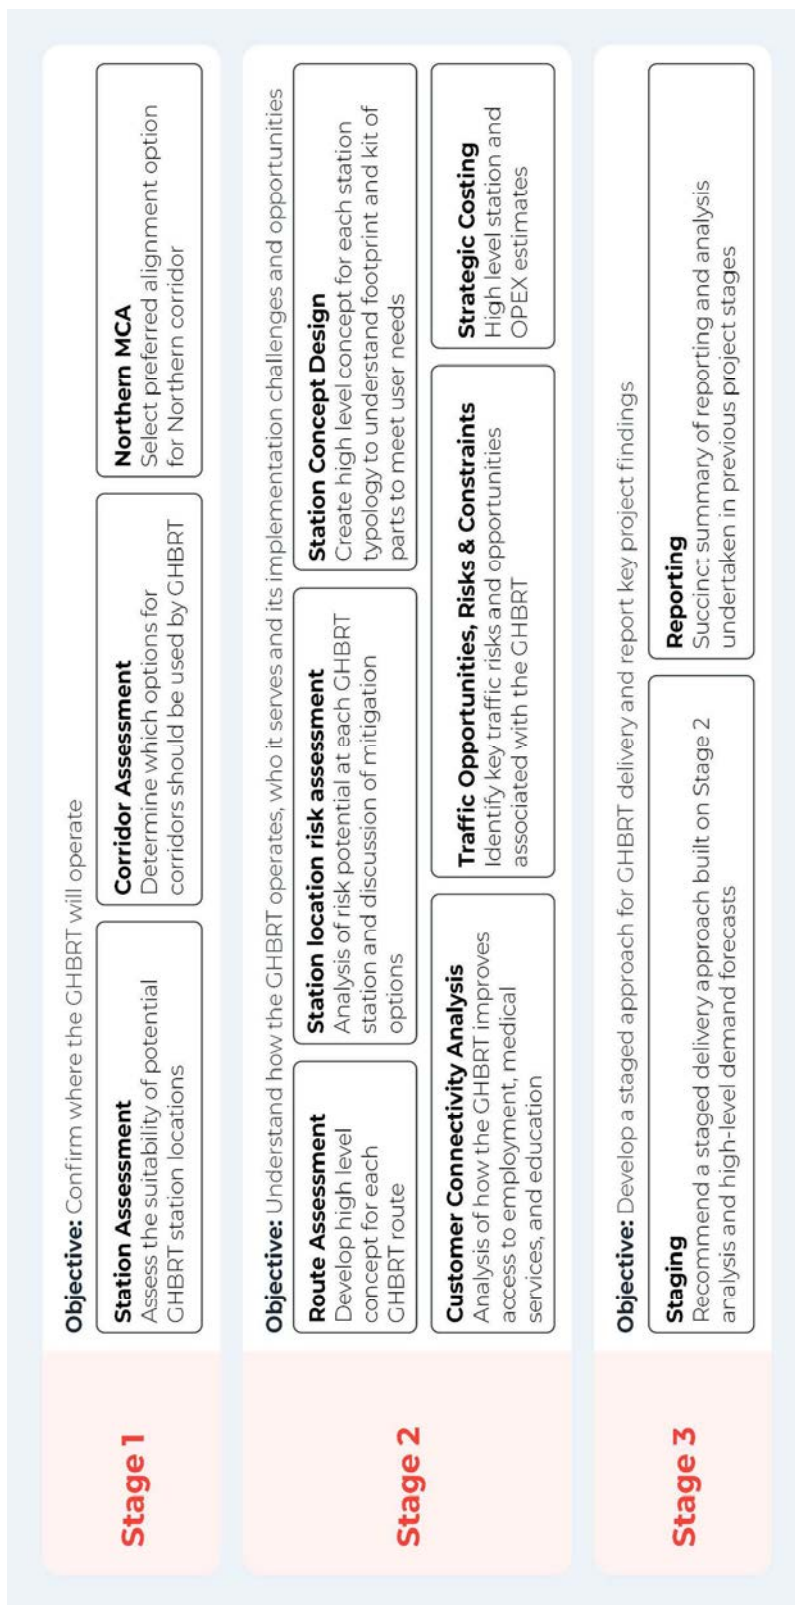 Stage 1
Objective: Confirm where the GHBRT will operate
Station Assessment
Assess the suitability of potential
GHBRT station locations
Corridor Assessment
Determine which options for
corridors should be used by GHBRT
Northern MCA
Select preferred alignment option
for Northern corridor
Stage 2
Objective: Understand how the GHBRT operates, who it serves and its implementation challenges and opportunities
Route Assessment
Develop high level
concept for each
GHBRT route
Station location risk assessment
Analysis of risk potential at each GHBRT
station and discussion of mitigation
options
Station Concept Design
Create high level concept for each station
typology to understand footprint and kit of
parts to meet user needs
Customer Connectivity Analysis
Analysis of how the GHBRT improves
access to employment, medical
services, and education
Traffic Opportunities, Risks & Constraints
Identify key traffic risks and opportunities
associated with the GHBRT
Strategic Costing
High level station and
OPEX estimates
Stage 3
Objective: Develop a staged approach for GHBRT delivery and report key project findings
Staging
Recommend a staged delivery approach built on Stage 2
analysis and high-level demand forecasts
Reporting
Succinct summary of reporting and analysis
undertaken in previous project stages